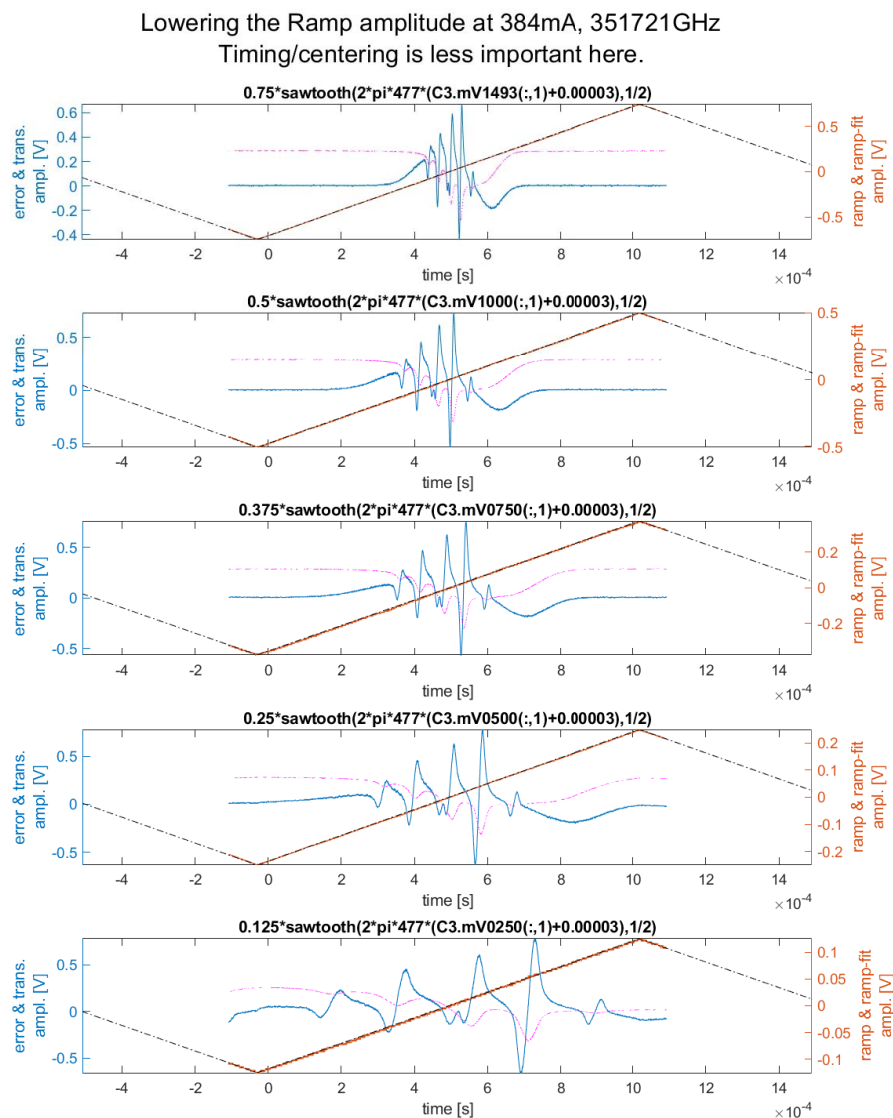 Lowering the Ramp amplitude at 384mA, 351721GHz
Timing/centering is less important here.
0.75*sawtooth(2*pi*477*(C3.mV1493(:,1)+0.00003),1/2)
error & trans.
ampl. [V]
0.6
0.4
0.2
0
-0.2
-0.4
0.5
0
-0.5
ramp & ramp-fit
ampl. [V]
-4 -2 0 2 4 6 8 10 12 14
time [s]
×10-4
0.5*sawtooth(2*pi*477*(C3.mV1000(:,1)+0.00003),1/2)
error & trans.
ampl. [V]
0.5
0
-0.5
0.5
0
-0.5
ramp & ramp-fit
ampl. [V]
-4 -2 0 2 4 6 8 10 12 14
time [s]
×10-4
0.375*sawtooth(2*pi*477*(C3.mV0750(:,1)+0.00003),1/2)
error & trans.
ampl. [V]
0.5
0
-0.5
0.2
0
-0.2
ramp & ramp-fit
ampl. [V]
-4 -2 0 2 4 6 8 10 12 14
time [s]
×10-4
0.25*sawtooth(2*pi*477*(C3.mV0500(:,1)+0.00003),1/2)
error & trans.
ampl. [V]
0.5
0
-0.5
0.2
0.1
0
-0.1
-0.2
ramp & ramp-fit
ampl. [V]
-4 -2 0 2 4 6 8 10 12 14
time [s]
×10-4
0.125*sawtooth(2*pi*477*(C3.mV0250(:,1)+0.00003),1/2)
error & trans.
ampl. [V]
0.5
0
-0.5
0.1
0.05
0
-0.05
-0.1
ramp & ramp-fit
ampl. [V]
-4 -2 0 2 4 6 8 10 12 14
time [s]
×10-4